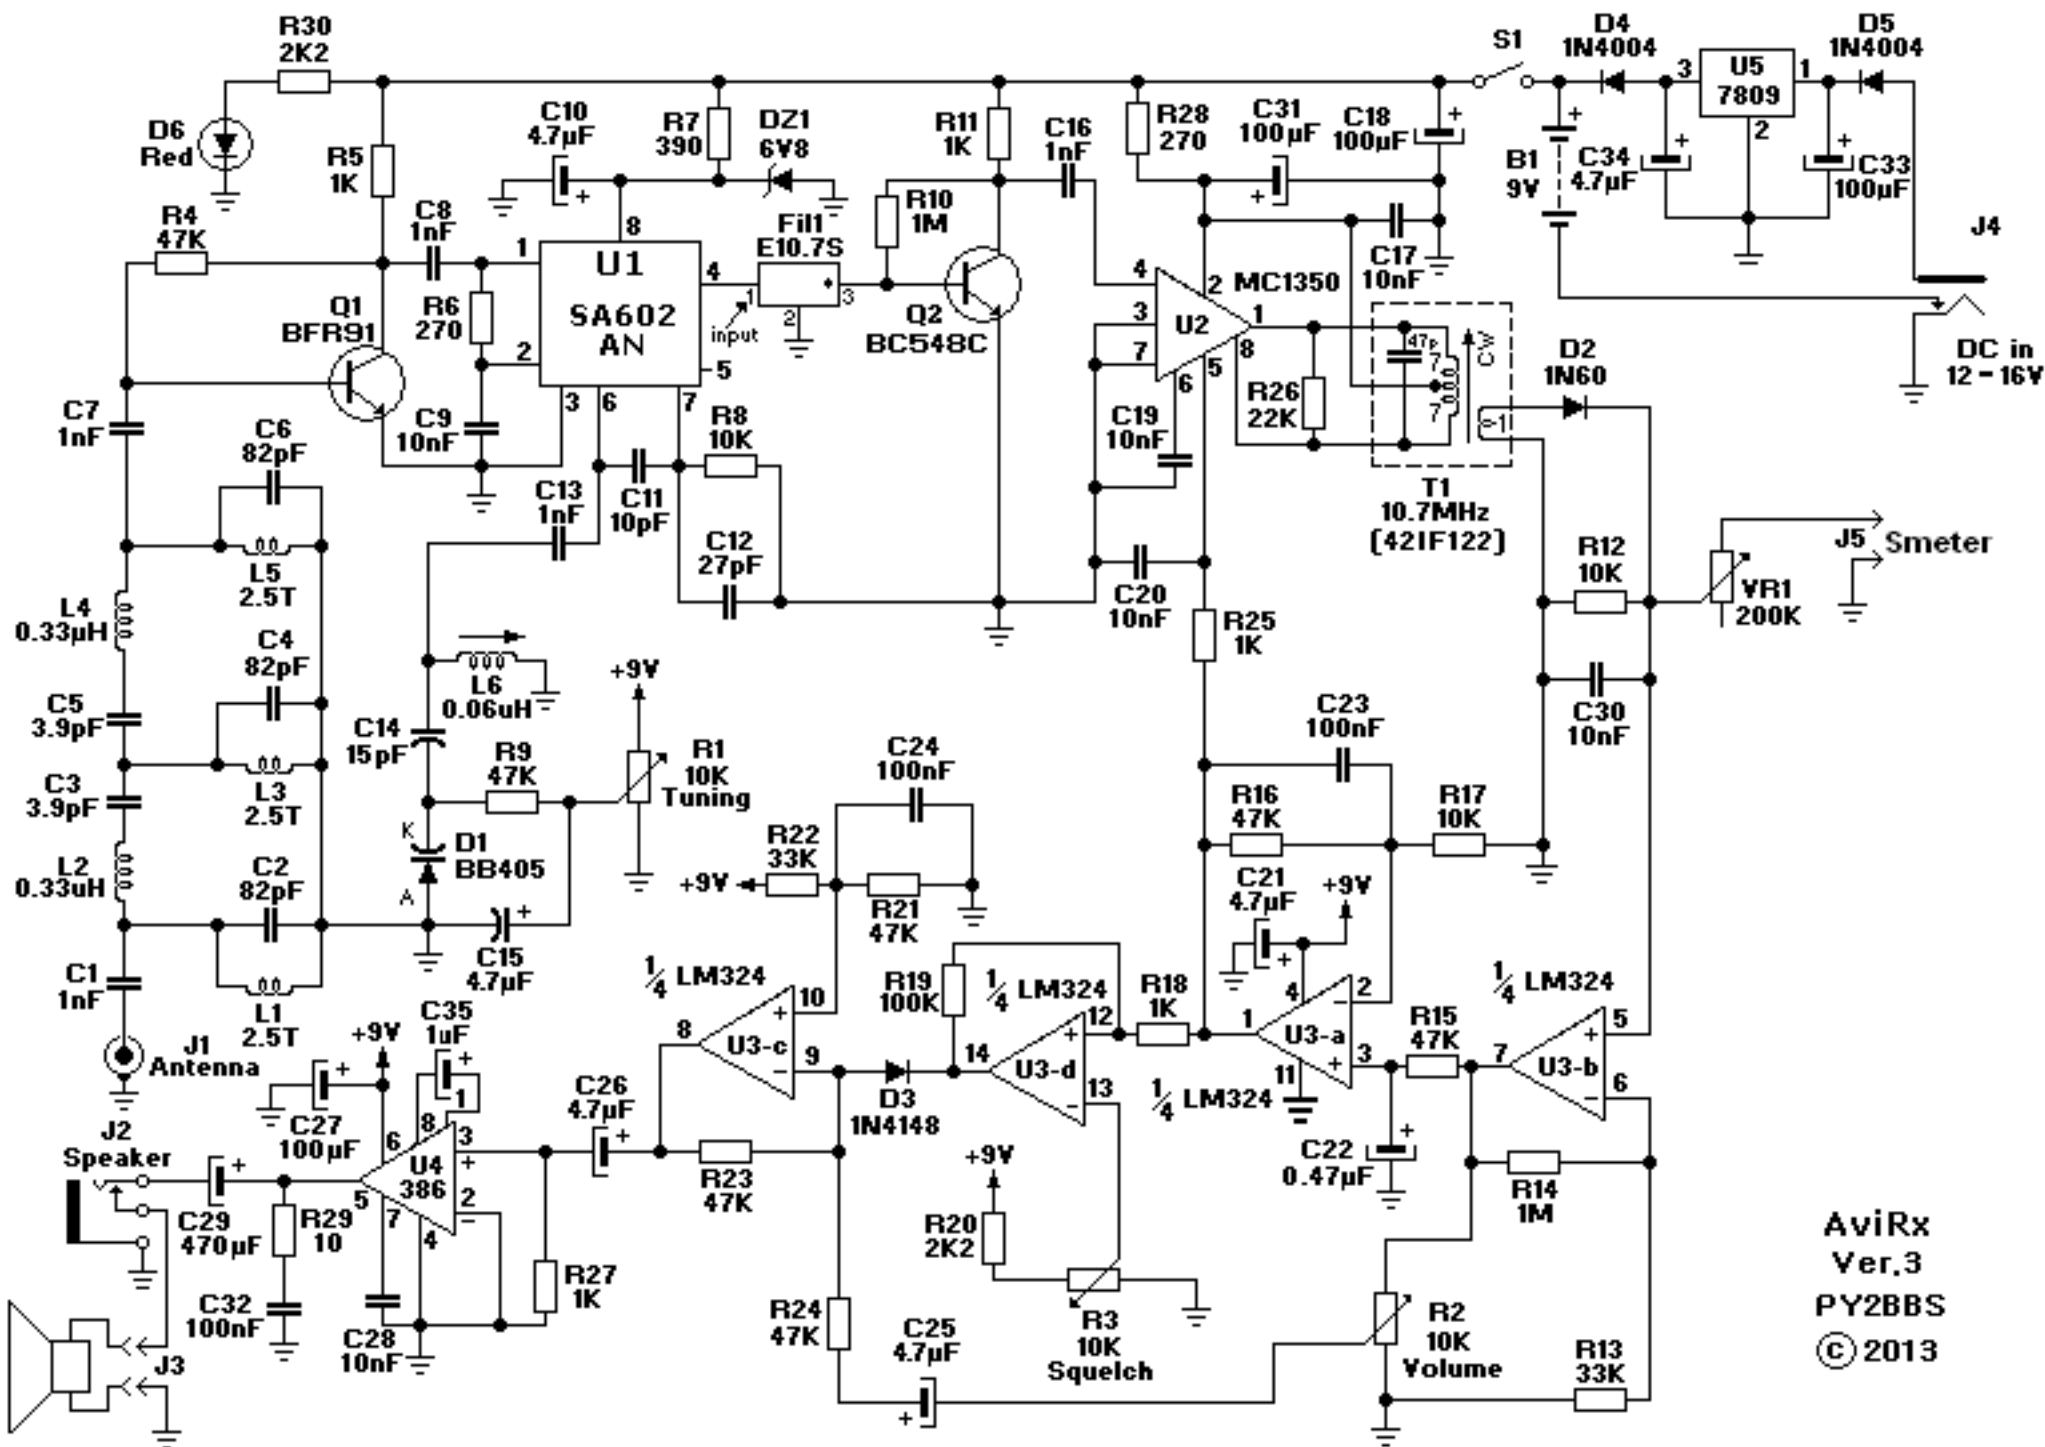 R30
2K2
D6
Red
R5
1K
R4
47K
C10
4.7µF
+
R7
390
DZ1
6V8
R11
1K
C16
1nF
R28
270
C31
100µF
+
C18
100µF
+
S1
D4
1N4004
U5
7809
3
1
2
D5
1N4004
B1
9V
+
C34
4.7µF
+
C33
100µF
+
J4
DC in
12-16V
C8
1nF
R6
270
1
2
8
U1
SA602
AN
4
5
3
6
7
Fil1
E10.7S
1
2
3
input
R10
1M
Q2
BC548C
C17
10nF
MC1350
U2
4
3
7
2
1
8
6
5
C19
10nF
R26
22K
47p
7
7
1
CV
T1
10.7MHz
(42IF122)
D2
1N60
Q1
BFR91
C9
10nF
R8
10K
C7
1nF
C6
82pF
C13
1nF
C11
10pF
C12
27pF
C20
10nF
R25
1K
R12
10K
VR1
200K
J5
Smeter
L5
2.5T
L4
0.33µH
C4
82pF
C5
3.9pF
L3
2.5T
C3
3.9pF
L2
0.33uH
C2
82pF
C1
1nF
L1
2.5T
J1
Antenna
L6
0.06uH
C14
15pF
R9
47K
+9V
R1
10K
Tuning
K
D1
BB405
A
C15
4.7µF
+
C24
100nF
R22
33K
+9V
R21
47K
C23
100nF
R16
47K
R17
10K
C30
10nF
C21
4.7µF
+
+9V
1/4 LM324
10
+
8
U3-c
9
-
R19
100K
1/4 LM324
12
+
14
U3-d
13
-
R18
1K
4
2
-
1
U3-a
3
+
11
1/4 LM324
R15
47K
1/4 LM324
5
+
7
U3-b
6
-
D3
1N4148
C22
0.47µF
+
R14
1M
+9V
C35
1uF
+
C27
100µF
+
C26
4.7µF
+
R23
47K
+9V
R20
2K2
R3
10K
Squelch
J2
Speaker
C29
470µF
+
R29
10
C32
100nF
8
1
6
3
+
U4
386
5
7
4
2
-
C28
10nF
R27
1K
R24
47K
C25
4.7µF
+
R2
10K
Volume
R13
33K
J3
AviRx
Ver.3
PY2BBS
© 2013